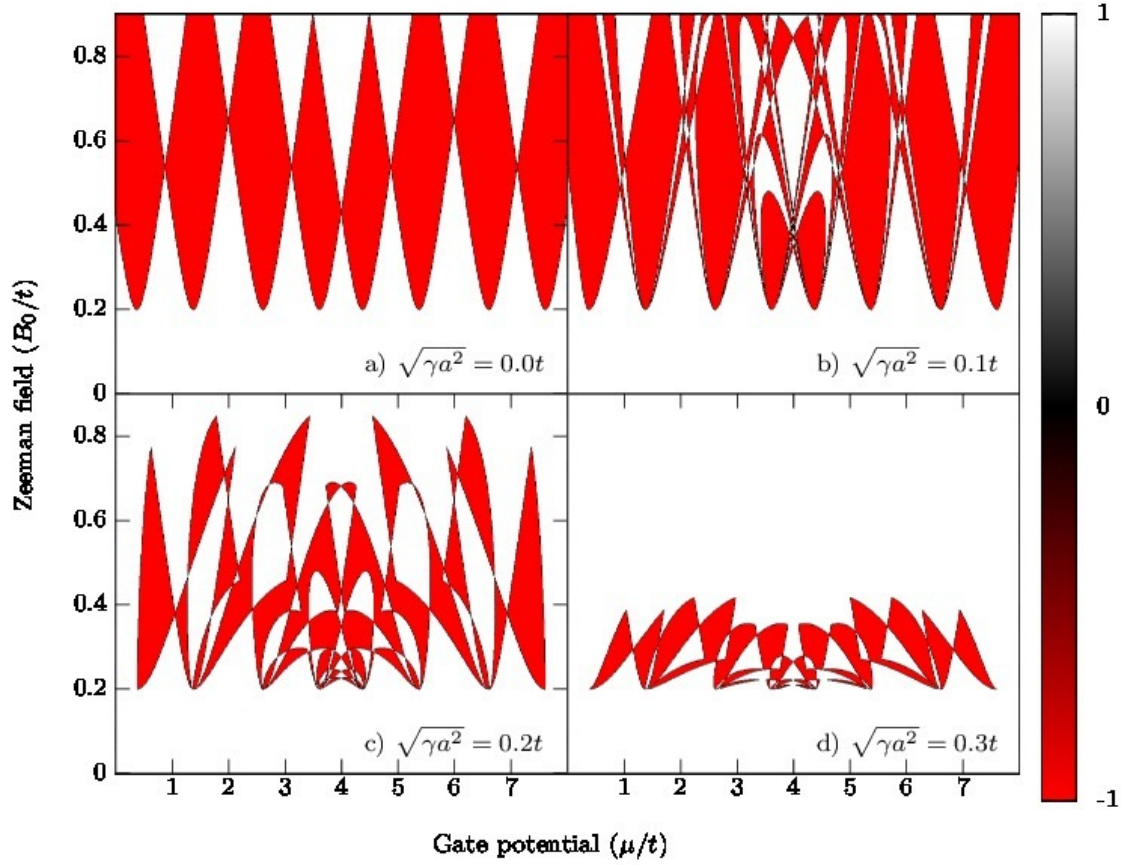 1
0.8
0.6
0.4
0.2
0
a) √γa² = 0.0t
b) √γa² = 0.1t
0
0.8
0.6
0.4
0.2
0
c) √γa² = 0.2t
d) √γa² = 0.3t
-1
1 2 3 4 5 6 7 1 2 3 4 5 6 7
Zeeman field (B₀/t)
Gate potential (μ/t)